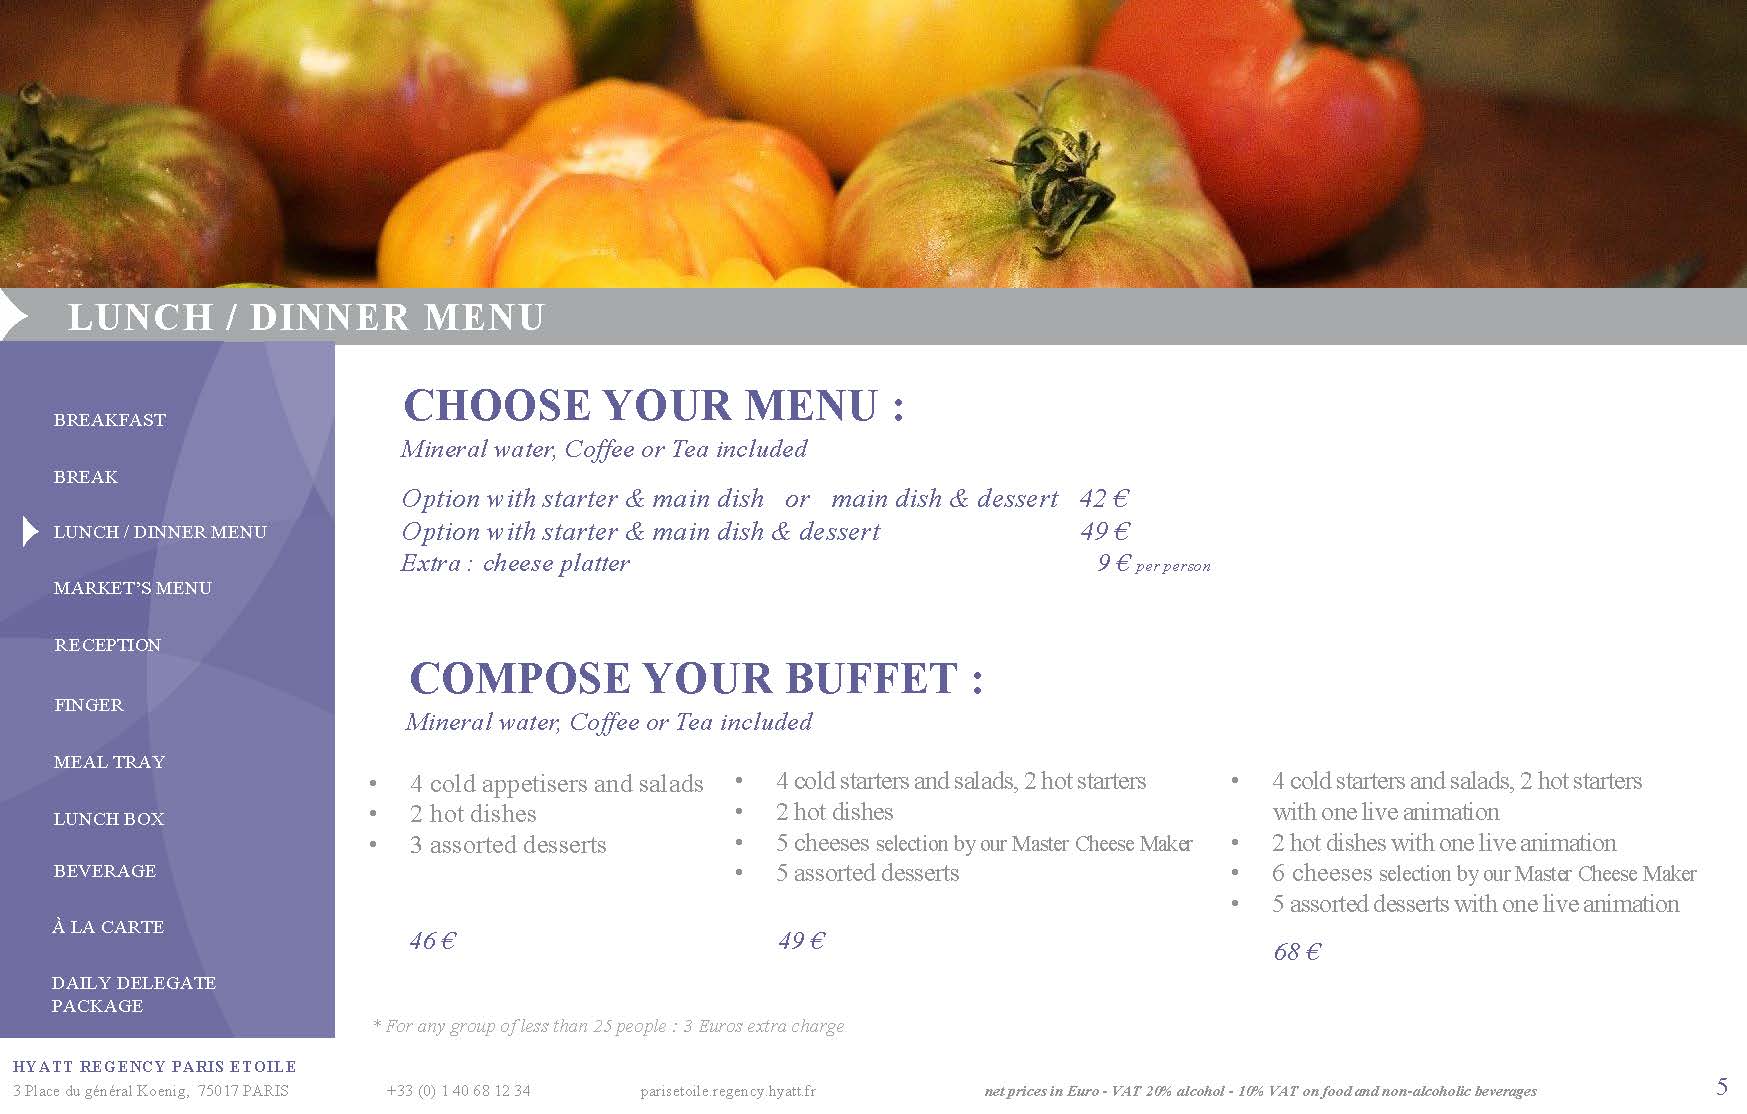 LUNCH / DINNER MENU
BREAKFAST
BREAK
LUNCH / DINNER MENU
MARKET'S MENU
RECEPTION
FINGER
MEAL TRAY
LUNCH BOX
BEVERAGE
À LA CARTE
DAILY DELEGATE
PACKAGE
CHOOSE YOUR MENU :
Mineral water, Coffee or Tea included
Option with starter & main dish or main dish & dessert 42 €
Option with starter & main dish & dessert 49 €
Extra : cheese platter 9 € per person
COMPOSE YOUR BUFFET :
Mineral water, Coffee or Tea included
• 4 cold appetisers and salads
• 2 hot dishes
• 3 assorted desserts
46 €
• 4 cold starters and salads, 2 hot starters
• 2 hot dishes
• 5 cheeses selection by our Master Cheese Maker
• 5 assorted desserts
49 €
• 4 cold starters and salads, 2 hot starters
with one live animation
• 2 hot dishes with one live animation
• 6 cheeses selection by our Master Cheese Maker
• 5 assorted desserts with one live animation
68 €
* For any group of less than 25 people : 3 Euros extra charge
HYATT REGENCY PARIS ETOILE
3 Place du général Koenig, 75017 PARIS +33 (0) 1 40 68 12 34 parisetoile.regency.hyatt.fr net prices in Euro - VAT 20% alcohol - 10% VAT on food and non-alcoholic beverages 5